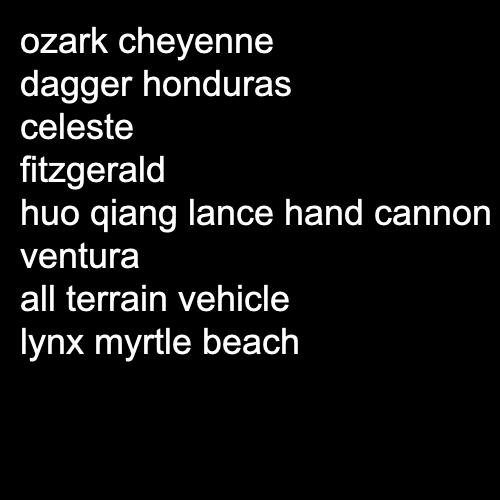 ozark cheyenne
dagger honduras
celeste
fitzgerald
huo qiang lance hand cannon
ventura
all terrain vehicle
lynx myrtle beach